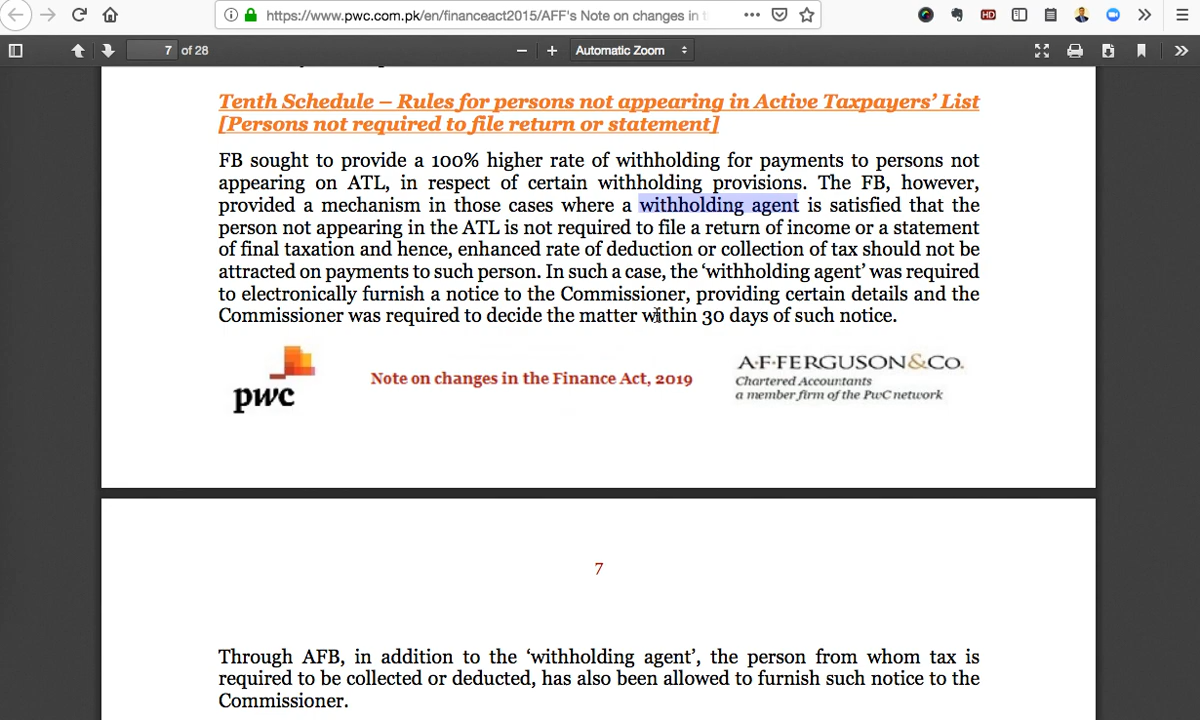 https://www.pwc.com.pk/en/financeact2015/AFF's Note on changes in t
HD
7 of 28
Automatic Zoom
Tenth Schedule – Rules for persons not appearing in Active Taxpayers' List
[Persons not required to file return or statement]
FB sought to provide a 100% higher rate of withholding for payments to persons not
appearing on ATL, in respect of certain withholding provisions. The FB, however,
provided a mechanism in those cases where a withholding agent is satisfied that the
person not appearing in the ATL is not required to file a return of income or a statement
of final taxation and hence, enhanced rate of deduction or collection of tax should not be
attracted on payments to such person. In such a case, the 'withholding agent' was required
to electronically furnish a notice to the Commissioner, providing certain details and the
Commissioner was required to decide the matter within 30 days of such notice.
pwc
Note on changes in the Finance Act, 2019
A·F·FERGUSON&CO.
Chartered Accountants
a member firm of the PwC network
7
Through AFB, in addition to the 'withholding agent', the person from whom tax is
required to be collected or deducted, has also been allowed to furnish such notice to the
Commissioner.